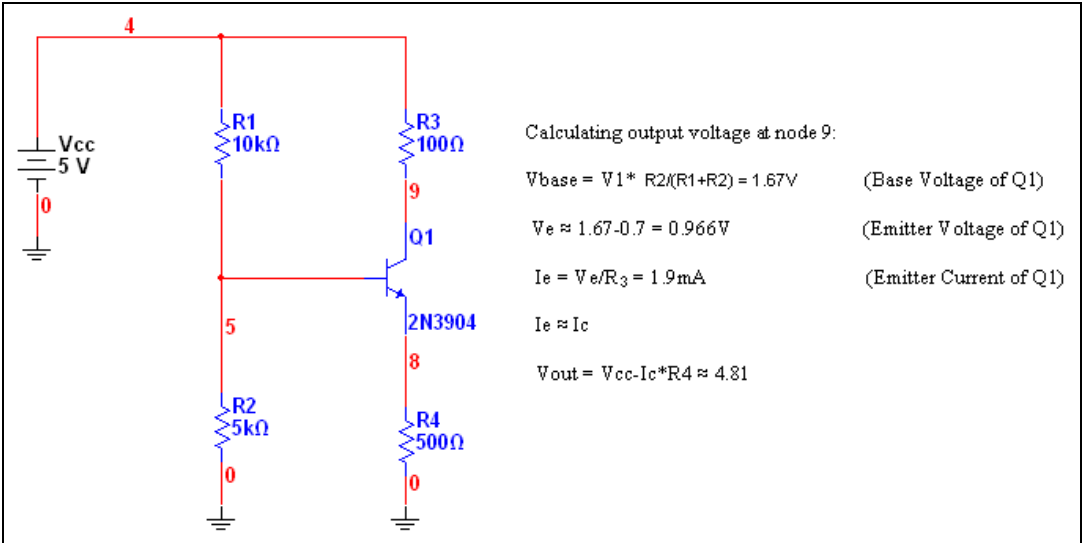 4
Vcc
5 V
0
R1
10kΩ
R3
100Ω
9
Q1
2N3904
5
8
R2
5kΩ
0
R4
500Ω
0
Calculating output voltage at node 9:
Vbase = V1* R2/(R1+R2) = 1.67V (Base Voltage of Q1)
Ve ≈ 1.67-0.7 = 0.966V (Emitter Voltage of Q1)
Ie = Ve/R3 = 1.9mA (Emitter Current of Q1)
Ie ≈ Ic
Vout = Vcc-Ic*R4 ≈ 4.81